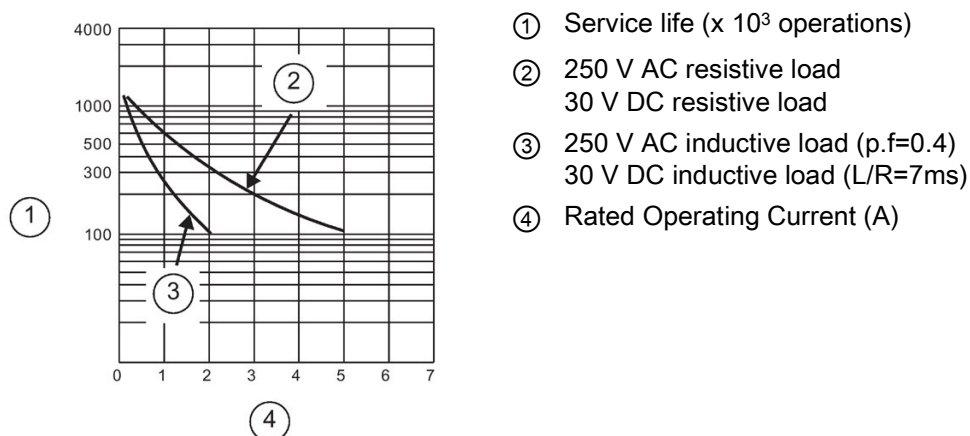 4000
1000
500
300
100
0 1 2 3 4 5 6 7
①
②
③
④
① Service life (x 10³ operations)
② 250 V AC resistive load
30 V DC resistive load
③ 250 V AC inductive load (p.f=0.4)
30 V DC inductive load (L/R=7ms)
④ Rated Operating Current (A)